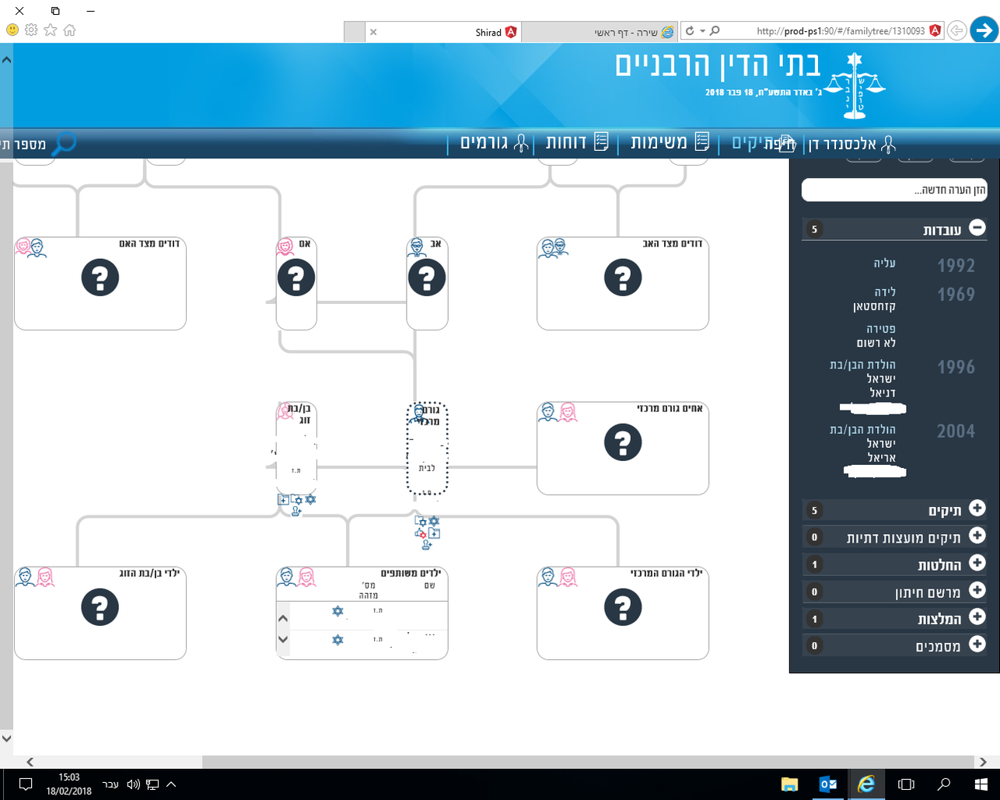 Shirad
שירה - דף ראשי
http://prod-ps1:90/#/familytree/1310093
בתי הדין הרבניים
ג' באדר התשע"ח, 18 פבר 2018
אלכסנדר דן
חיפה
תיקים
משימות
דוחות
גורמים
מספר תי
הזן הערה חדשה...
עובדות 5
1992 עליה
1969 לידה
קזחסטאן
פטירה
לא רשום
1996 הולדת הבן/בת
ישראל
דניאל
2004 הולדת הבן/בת
ישראל
אריאל
תיקים 5
תיקים מועצות דתיות 0
החלטות 1
מרשם חיתון 0
המלצות 1
מסמכים 0
דודים מצד האב
?
אב
?
אם
?
דודים מצד האם
?
אחים גורם מרכזי
?
גורם
מרכזי
לבית
ת.ז
בן/בת
זוג
ת.ז
ילדי הגורם המרכזי
?
ילדים משותפים
שם
מס'
מזהה
ת.ז
ת.ז
ילדי בן/בת הזוג
?
עבר
15:03
18/02/2018